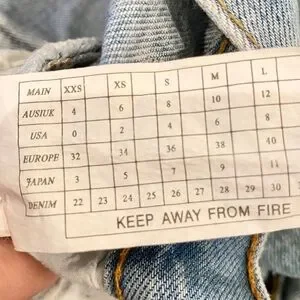 MAIN XXS XS S M L
AUS|UK 4 6 8 10 12
USA 0 2 4 6 8
EUROPE 32 34 36 38 40
JAPAN 3 5 7 9 11
DENIM 22 23 24 25 26 27 28 29 30
KEEP AWAY FROM FIRE